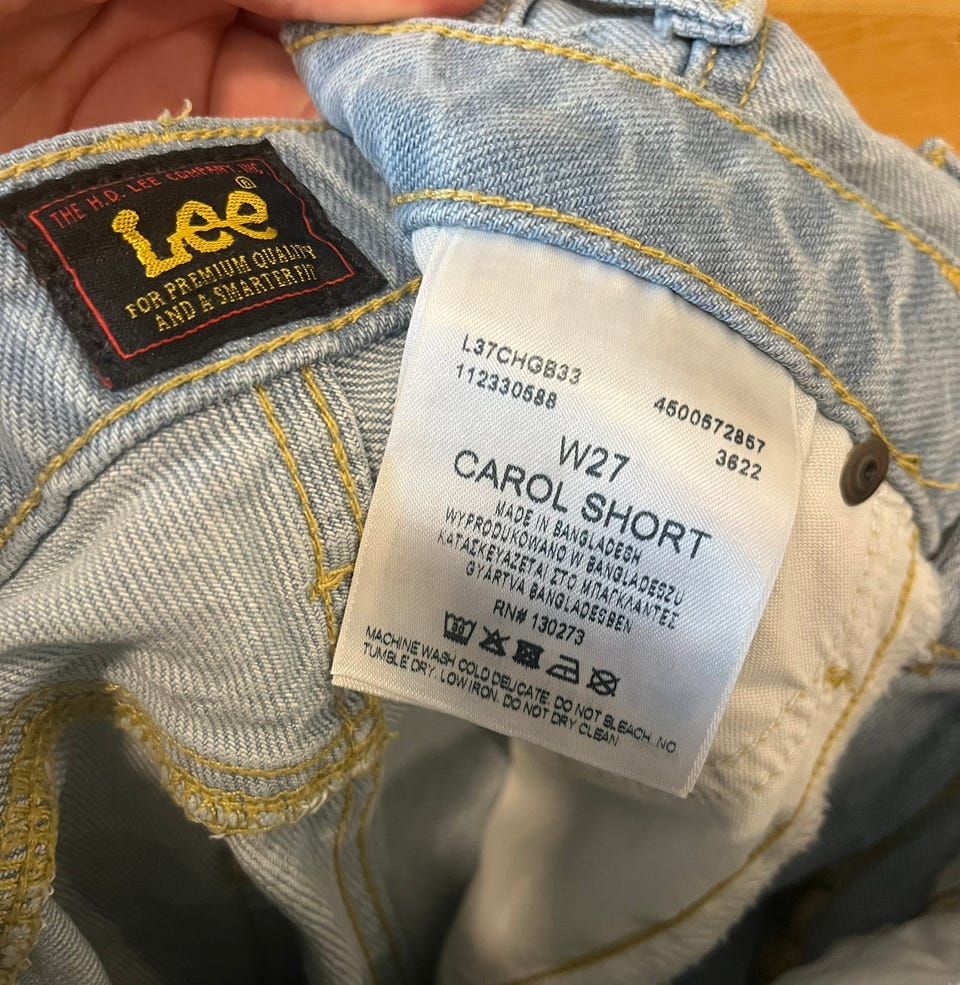 THE H.D. LEE COMPANY, INC.
Lee®
FOR PREMIUM QUALITY
AND A SMARTER FIT
L37CHGB33
112330588
4500572857
3622
W27
CAROL SHORT
MADE IN BANGLADESH
WYPRODUKOWANO W BANGLADESZU
ΚΑΤΑΣΚΕΥΑΖΕΤΑΙ ΣΤΟ ΜΠΑΓΚΛΑΝΤΕΣ
GYÁRTVA BANGLADESBEN
RN# 130273
MACHINE WASH COLD DELICATE. DO NOT BLEACH. NO
TUMBLE DRY. LOW IRON. DO NOT DRY CLEAN